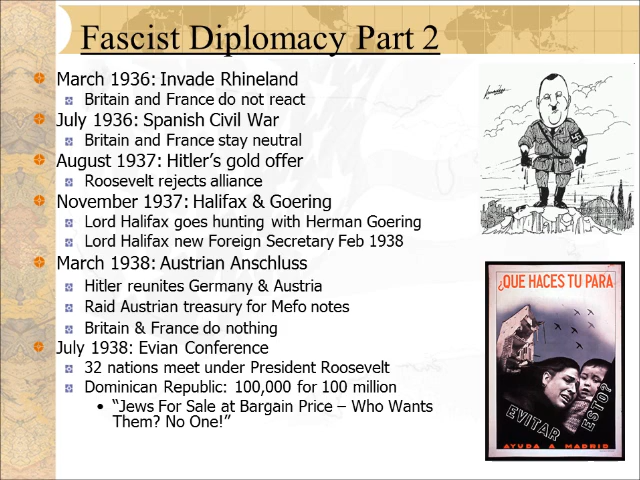 Fascist Diplomacy Part 2
March 1936: Invade Rhineland
Britain and France do not react
July 1936: Spanish Civil War
Britain and France stay neutral
August 1937: Hitler's gold offer
Roosevelt rejects alliance
November 1937: Halifax & Goering
Lord Halifax goes hunting with Herman Goering
Lord Halifax new Foreign Secretary Feb 1938
March 1938: Austrian Anschluss
Hitler reunites Germany & Austria
Raid Austrian treasury for Mefo notes
Britain & France do nothing
July 1938: Evian Conference
32 nations meet under President Roosevelt
Dominican Republic: 100,000 for 100 million
• “Jews For Sale at Bargain Price – Who Wants
Them? No One!”
¿QUE HACES TU PARA
EVITAR
ESTO?
AYUDA A MADRID